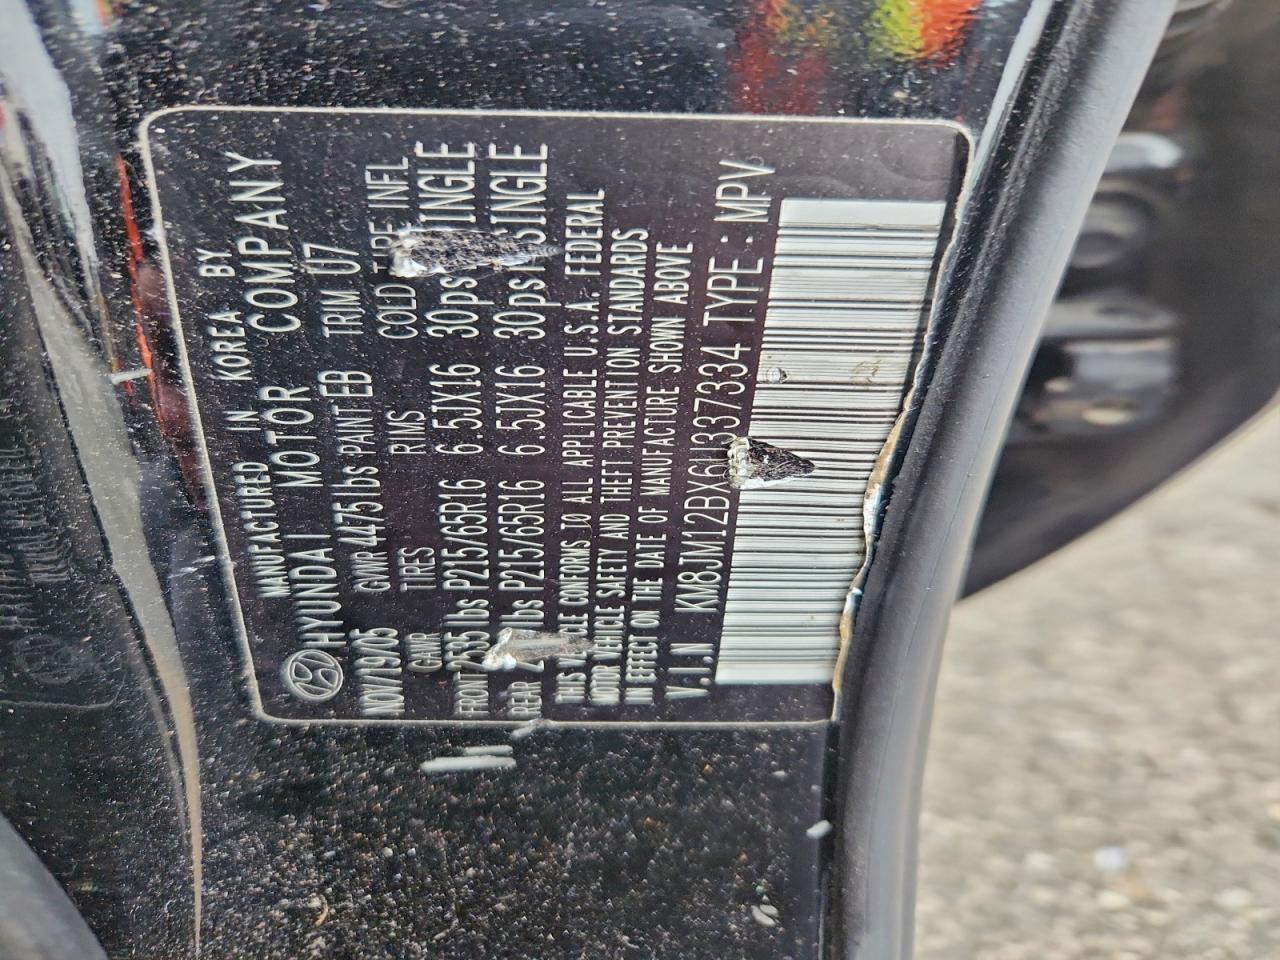 MANUFACTURED IN KOREA BY
HYUNDAI MOTOR COMPANY
NOV/19/05 GVWR 4475 lbs PAINT EB TRIM U7
GAWR TIRES RIMS COLD TIRE INFL
FRONT 2335 lbs P215/65R16 6.5JX16 30psi SINGLE
REAR lbs P215/65R16 6.5JX16 30psi SINGLE
THIS VEHICLE CONFORMS TO ALL APPLICABLE U.S.A. FEDERAL
MOTOR VEHICLE SAFETY AND THEFT PREVENTION STANDARDS
IN EFFECT ON THE DATE OF MANUFACTURE SHOWN ABOVE
V.I.N KM8JM12BX6U337334 TYPE : MPV